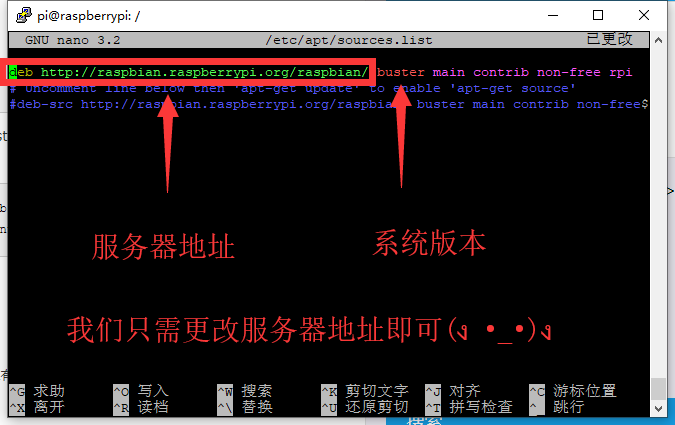 pi@raspberrypi: /
GNU nano 3.2 /etc/apt/sources.list 已更改
deb http://raspbian.raspberrypi.org/raspbian/ buster main contrib non-free rpi
# Uncomment line below then 'apt-get update' to enable 'apt-get source'
#deb-src http://raspbian.raspberrypi.org/raspbian/ buster main contrib non-free$
服务器地址
系统版本
我们只需更改服务器地址即可(ง •_•)ง
^G 求助 ^O 写入 ^W 搜索 ^K 剪切文字 ^J 对齐 ^C 游标位置
^X 离开 ^R 读档 ^\ 替换 ^U 还原剪切 ^T 拼写检查 ^_ 跳行